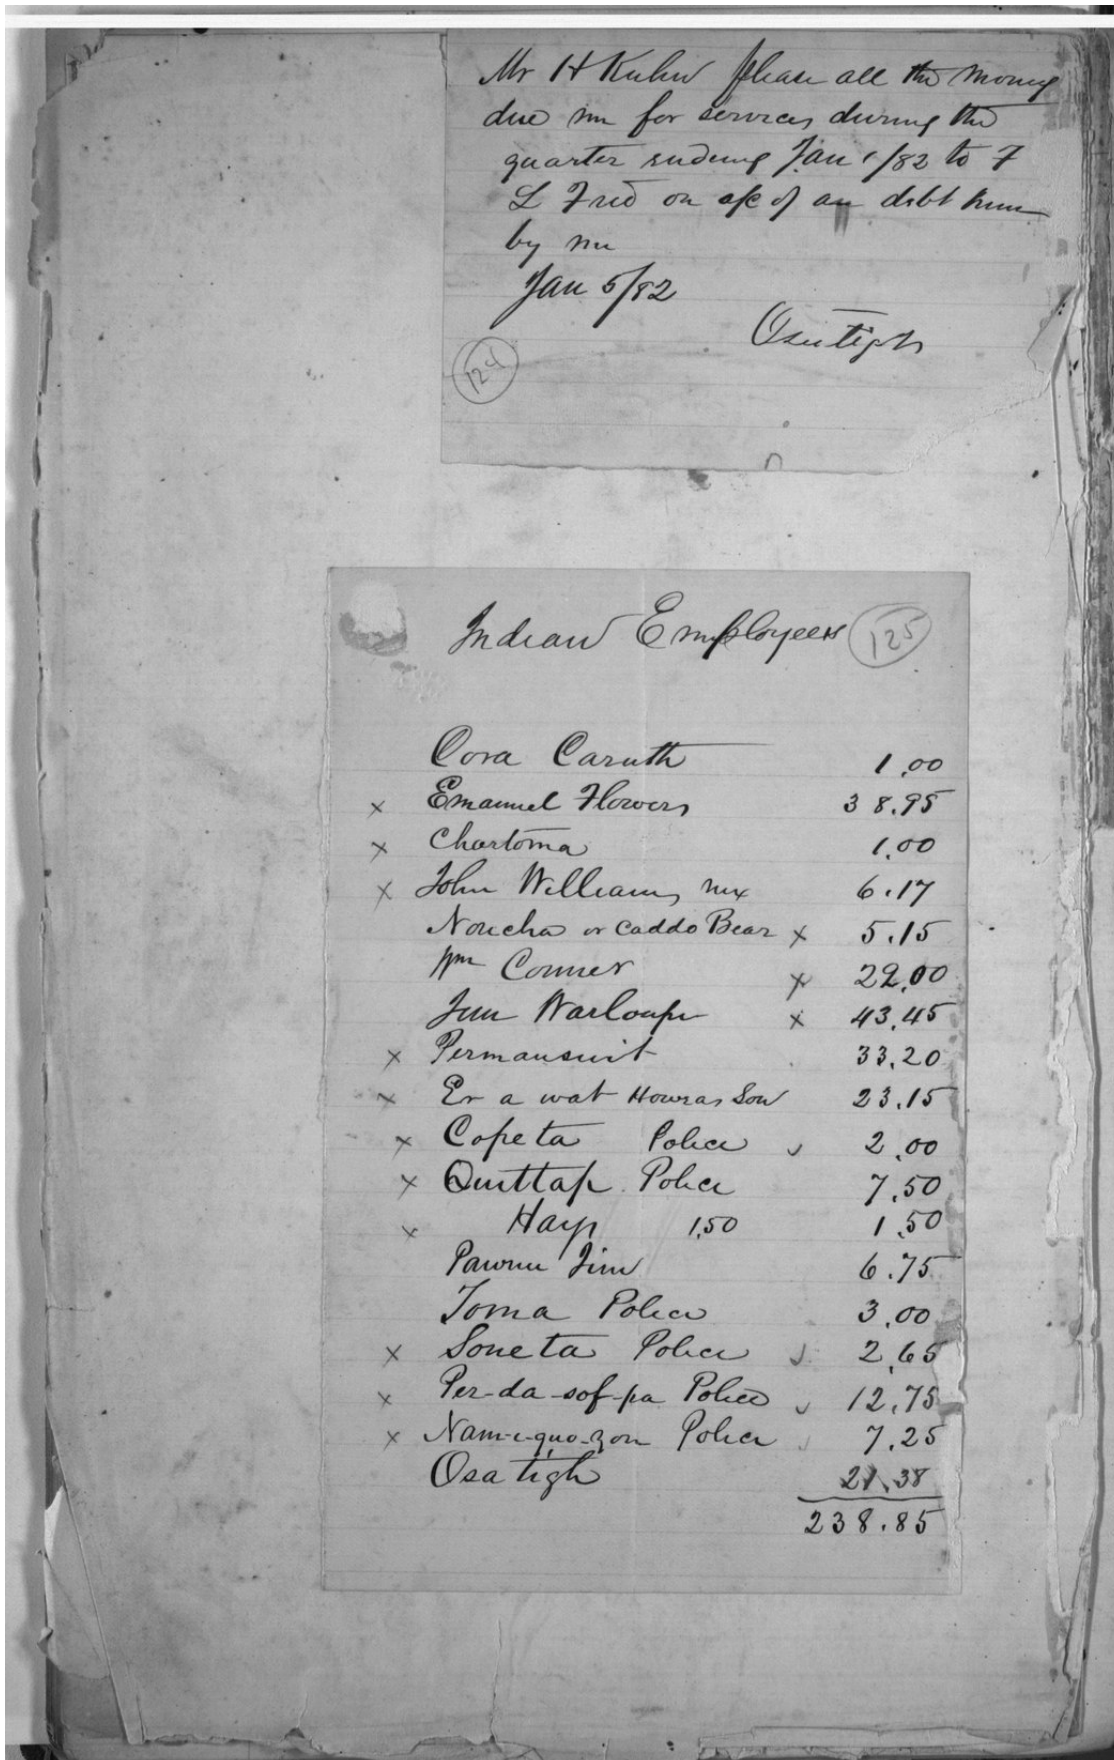 Mr H Kuhn please all the money
due me for services during the
quarter ending Jan 1/82 to F
L Fred on a/c of an debt
by me
Jan 5/82
Osatigh
124
Indian Employees 125
Cora Caruth 1.00
x Emanuel Flowers 38.95
x Chartoma 1.00
x John Williams mx 6.17
Noucha or Caddo Bear x 5.15
Wm Conner x 22.00
Jim Warloupe x 43.45
x Permansuit 33.20
x Er a wat Howras Son 23.15
x Copeta Police 2.00
x Quittap Police 7.50
x Hays 1.50 1.50
Pawnee Jim 6.75
Toma Police 3.00
x Soneta Police 2.65
x Per-da-sof-pa Police 12.75
x Nam-e-quo-zon Police 7.25
Osatigh 21.38
238.85